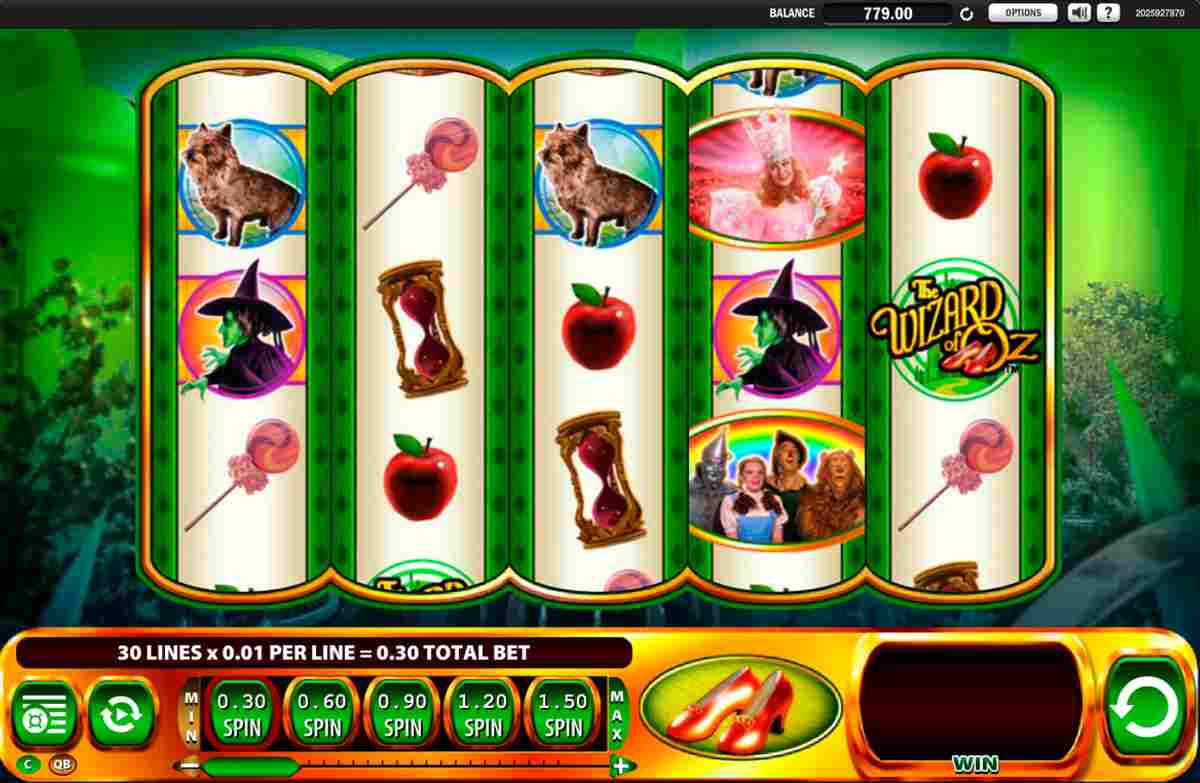 BALANCE 779.00 OPTIONS ? 2025927870
The
WIZARD
of OZ
TM
30 LINES x 0.01 PER LINE = 0.30 TOTAL BET
MIN
0.30 SPIN
0.60 SPIN
0.90 SPIN
1.20 SPIN
1.50 SPIN
MAX
C QB
- +
WIN